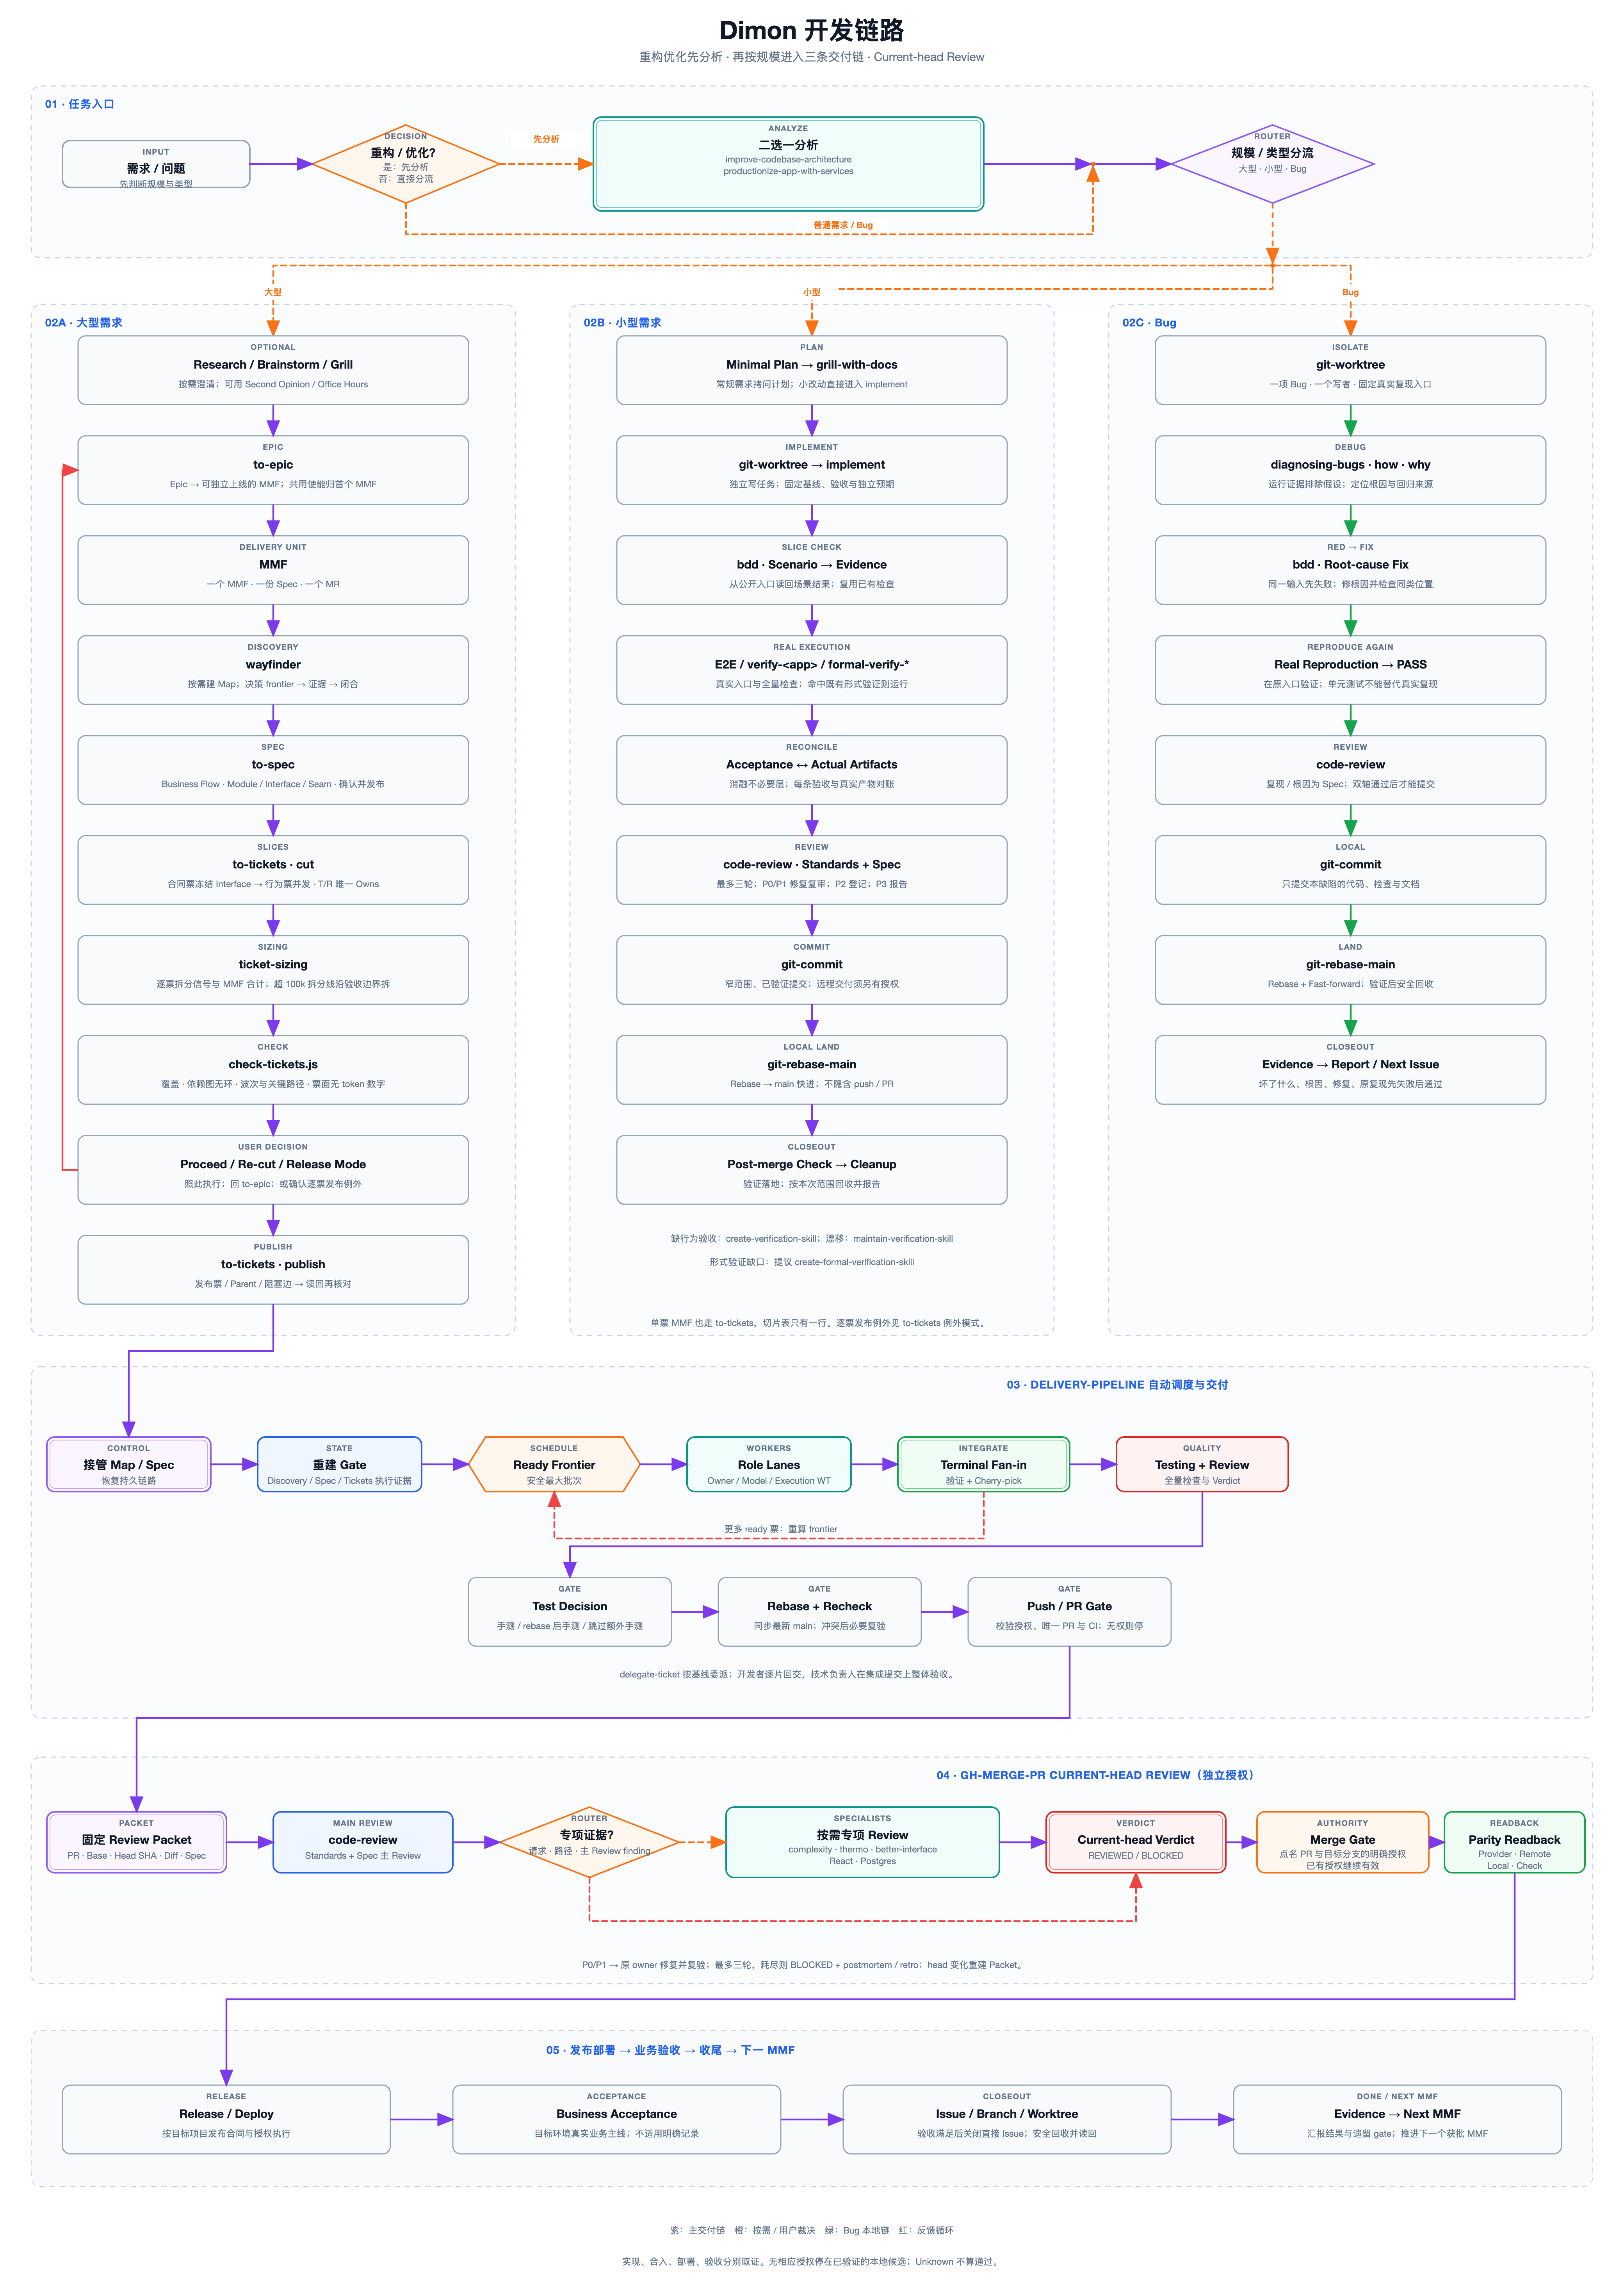 Dimon 开发链路
重构优化先分析 · 再按规模进入三条交付链 · Current-head Review
01 · 任务入口
INPUT
需求 / 问题
先判断规模与类型
DECISION
重构 / 优化?
是：先分析
否：直接分流
先分析
ANALYZE
二选一分析
improve-codebase-architecture
productionize-app-with-services
ROUTER
规模 / 类型分流
大型 · 小型 · Bug
普通需求 / Bug
大型
小型
Bug
02A · 大型需求
OPTIONAL
Research / Brainstorm / Grill
按需澄清；可用 Second Opinion / Office Hours
EPIC
to-epic
Epic → 可独立上线的 MMF；共用使能归首个 MMF
DELIVERY UNIT
MMF
一个 MMF · 一份 Spec · 一个 MR
DISCOVERY
wayfinder
按需建 Map；决策 frontier → 证据 → 闭合
SPEC
to-spec
Business Flow · Module / Interface / Seam · 确认并发布
SLICES
to-tickets · cut
合同票冻结 Interface → 行为票并发 · T/R 唯一 Owns
SIZING
ticket-sizing
逐票拆分信号与 MMF 合计；超 100k 拆分线沿验收边界拆
CHECK
check-tickets.js
覆盖 · 依赖图无环 · 波次与关键路径 · 票面无 token 数字
USER DECISION
Proceed / Re-cut / Release Mode
照此执行；回 to-epic；或确认逐票发布例外
PUBLISH
to-tickets · publish
发布票 / Parent / 阻塞边 → 读回再核对
02B · 小型需求
PLAN
Minimal Plan → grill-with-docs
常规需求拷问计划；小改动直接进入 implement
IMPLEMENT
git-worktree → implement
独立写任务；固定基线、验收与独立预期
SLICE CHECK
bdd · Scenario → Evidence
从公开入口读回场景结果；复用已有检查
REAL EXECUTION
E2E / verify-<app> / formal-verify-*
真实入口与全量检查；命中既有形式验证则运行
RECONCILE
Acceptance ↔ Actual Artifacts
消融不必要层；每条验收与真实产物对账
REVIEW
code-review · Standards + Spec
最多三轮；P0/P1 修复复审；P2 登记；P3 报告
COMMIT
git-commit
窄范围、已验证提交；远程交付须另有授权
LOCAL LAND
git-rebase-main
Rebase → main 快进；不隐含 push / PR
CLOSEOUT
Post-merge Check → Cleanup
验证落地；按本次范围回收并报告
缺行为验收：create-verification-skill；漂移：maintain-verification-skill
形式验证缺口：提议 create-formal-verification-skill
单票 MMF 也走 to-tickets，切片表只有一行。逐票发布例外见 to-tickets 例外模式。
02C · Bug
ISOLATE
git-worktree
一项 Bug · 一个写者 · 固定真实复现入口
DEBUG
diagnosing-bugs · how · why
运行证据排除假设；定位根因与回归来源
RED → FIX
bdd · Root-cause Fix
同一输入先失败；修根因并检查同类位置
REPRODUCE AGAIN
Real Reproduction → PASS
在原入口验证；单元测试不能替代真实复现
REVIEW
code-review
复现 / 根因为 Spec；双轴通过后才能提交
LOCAL
git-commit
只提交本缺陷的代码、检查与文档
LAND
git-rebase-main
Rebase + Fast-forward；验证后安全回收
CLOSEOUT
Evidence → Report / Next Issue
坏了什么、根因、修复、原复现先失败后通过
03 · DELIVERY-PIPELINE 自动调度与交付
CONTROL
接管 Map / Spec
恢复持久链路
STATE
重建 Gate
Discovery / Spec / Tickets 执行证据
SCHEDULE
Ready Frontier
安全最大批次
WORKERS
Role Lanes
Owner / Model / Execution WT
INTEGRATE
Terminal Fan-in
验证 + Cherry-pick
QUALITY
Testing + Review
全量检查与 Verdict
更多 ready 票：重算 frontier
GATE
Test Decision
手测 / rebase 后手测 / 跳过额外手测
GATE
Rebase + Recheck
同步最新 main；冲突后必要复验
GATE
Push / PR Gate
校验授权、唯一 PR 与 CI；无权则停
delegate-ticket 按基线委派；开发者逐片回交，技术负责人在集成提交上整体验收。
04 · GH-MERGE-PR CURRENT-HEAD REVIEW（独立授权）
PACKET
固定 Review Packet
PR · Base · Head SHA · Diff · Spec
MAIN REVIEW
code-review
Standards + Spec 主 Review
ROUTER
专项证据?
请求 · 路径 · 主 Review finding
SPECIALISTS
按需专项 Review
complexity · thermo · better-interface
React · Postgres
VERDICT
Current-head Verdict
REVIEWED / BLOCKED
AUTHORITY
Merge Gate
点名 PR 与目标分支的明确授权
已有授权继续有效
READBACK
Parity Readback
Provider · Remote
Local · Check
P0/P1 → 原 owner 修复并复验；最多三轮，耗尽则 BLOCKED + postmortem / retro；head 变化重建 Packet。
05 · 发布部署 → 业务验收 → 收尾 → 下一 MMF
RELEASE
Release / Deploy
按目标项目发布合同与授权执行
ACCEPTANCE
Business Acceptance
目标环境真实业务主线；不适用明确记录
CLOSEOUT
Issue / Branch / Worktree
验收满足后关闭直接 Issue；安全回收并读回
DONE / NEXT MMF
Evidence → Next MMF
汇报结果与遗留 gate；推进下一个获批 MMF
紫：主交付链 橙：按需 / 用户裁决 绿：Bug 本地链 红：反馈循环
实现、合入、部署、验收分别取证。无相应授权停在已验证的本地候选；Unknown 不算通过。